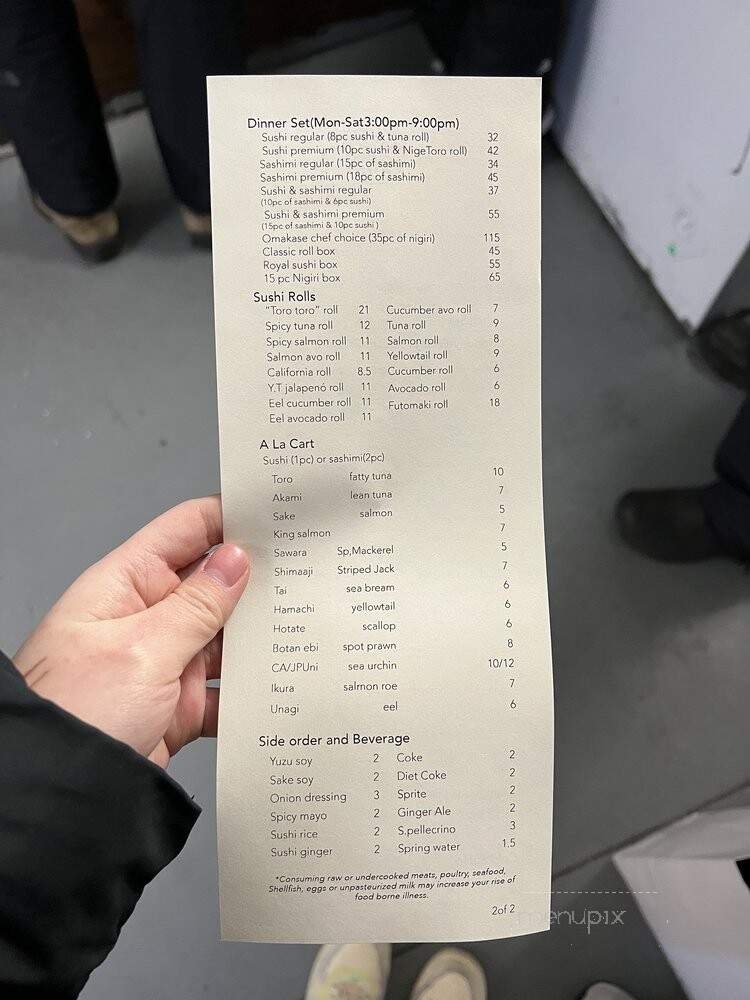 Dinner Set(Mon-Sat3:00pm-9:00pm)
Sushi regular (8pc sushi & tuna roll) 32
Sushi premium (10pc sushi & NigeToro roll) 42
Sashimi regular (15pc of sashimi) 34
Sashimi premium (18pc of sashimi) 45
Sushi & sashimi regular 37
(10pc of sashimi & 6pc sushi)
Sushi & sashimi premium 55
(15pc of sashimi & 10pc sushi )
Omakase chef choice (35pc of nigiri) 115
Classic roll box 45
Royal sushi box 55
15 pc Nigiri box 65
Sushi Rolls
"Toro toro" roll 21 Cucumber avo roll 7
Spicy tuna roll 12 Tuna roll 9
Spicy salmon roll 11 Salmon roll 8
Salmon avo roll 11 Yellowtail roll 9
California roll 8.5 Cucumber roll 6
Y.T jalapenó roll 11 Avocado roll 6
Eel cucumber roll 11 Futomaki roll 18
Eel avocado roll 11
A La Cart
Sushi (1pc) or sashimi(2pc)
Toro fatty tuna 10
Akami lean tuna 7
Sake salmon 5
King salmon 7
Sawara Sp,Mackerel 5
Shimaaji Striped Jack 7
Tai sea bream 6
Hamachi yellowtail 6
Hotate scallop 6
Botan ebi spot prawn 8
CA/JPUni sea urchin 10/12
Ikura salmon roe 7
Unagi eel 6
Side order and Beverage
Yuzu soy 2 Coke 2
Sake soy 2 Diet Coke 2
Onion dressing 3 Sprite 2
Spicy mayo 2 Ginger Ale 2
Sushi rice 2 S.pellecrino 3
Sushi ginger 2 Spring water 1.5
*Consuming raw or undercooked meats, poultry, seafood,
Shellfish, eggs or unpasteurized milk may increase your rise of
food borne illness.
2of 2
menupix